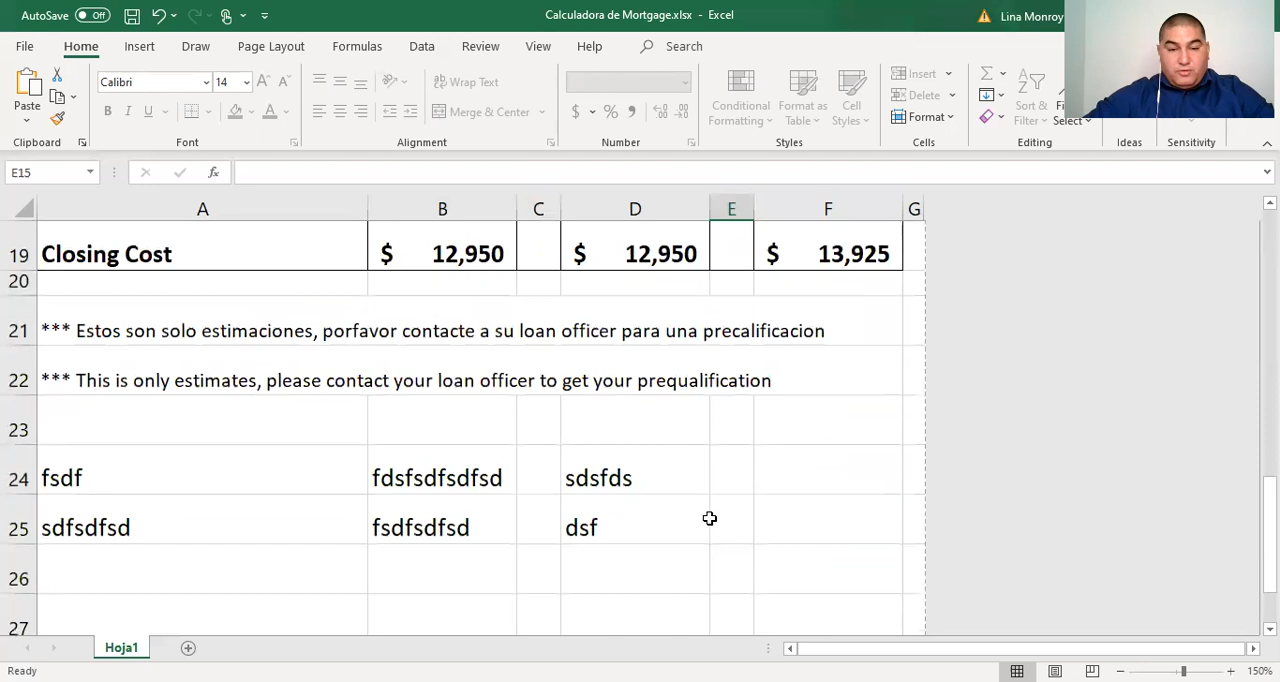 AutoSave Off Calculadora de Mortgage.xlsx - Excel Lina Monroy
File Home Insert Draw Page Layout Formulas Data Review View Help Search
Paste Calibri 14 Wrap Text Conditional Formatting Format as Table Cell Styles Insert Sort & Filter
B I U Merge & Center $ % Delete Select
Format
Clipboard Font Alignment Number Styles Cells Editing Ideas Sensitivity
E15 fx
A B C D E F G
19 Closing Cost $ 12,950 $ 12,950 $ 13,925
20
21 *** Estos son solo estimaciones, porfavor contacte a su loan officer para una precalificacion
22 *** This is only estimates, please contact your loan officer to get your prequalification
23
24 fsdf fdsfsdfsdfsd sdsfds
25 sdfsdfsd fsdfsdfsd dsf
26
27
Hoja1
Ready 150%